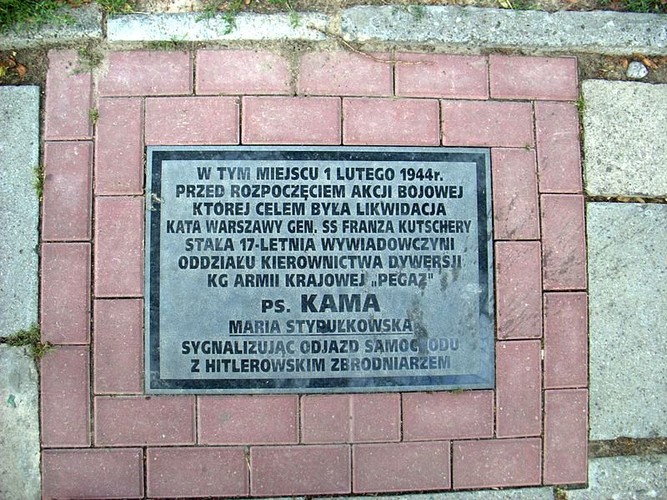 W TYM MIEJSCU 1 LUTEGO 1944r.
PRZED ROZPOCZĘCIEM AKCJI BOJOWEJ
KTÓREJ CELEM BYŁA LIKWIDACJA
KATA WARSZAWY GEN. SS FRANZA KUTSCHERY
STAŁA 17-LETNIA WYWIADOWCZYNI
ODDZIAŁU KIEROWNICTWA DYWERSJI
KG ARMII KRAJOWEJ „PEGAZ"
PS. KAMA
MARIA STYPUŁKOWSKA
SYGNALIZUJĄC ODJAZD SAMOCHODU
Z HITLEROWSKIM ZBRODNIARZEM